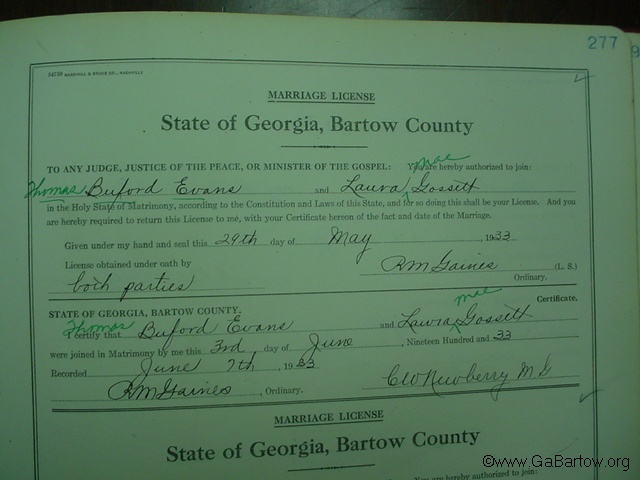 277
54750 MARSHALL & BRUCE CO., NASHVILLE
MARRIAGE LICENSE
State of Georgia, Bartow County
TO ANY JUDGE, JUSTICE OF THE PEACE, OR MINISTER OF THE GOSPEL: You are hereby authorized to join:
Thomas Buford Evans and Laura Mae Gossett
in the Holy State of Matrimony, according to the Constitution and Laws of this State, and for so doing this shall be your License. And you
are hereby required to return this License to me, with your Certificate hereon of the fact and date of the Marriage.
Given under my hand and seal this 29th day of May , 1933
License obtained under oath by RM Gaines (L. S.)
both parties Ordinary.
STATE OF GEORGIA, BARTOW COUNTY. Certificate.
I certify that Thomas Buford Evans and Laura Mae Gossett
were joined in Matrimony by me this 3rd day of June , Nineteen Hundred and 33
Recorded June 7th , 1933
RM Gaines , Ordinary. CW Newberry M G
MARRIAGE LICENSE
State of Georgia, Bartow County
You are hereby authorized to join:
©www.GaBartow.org